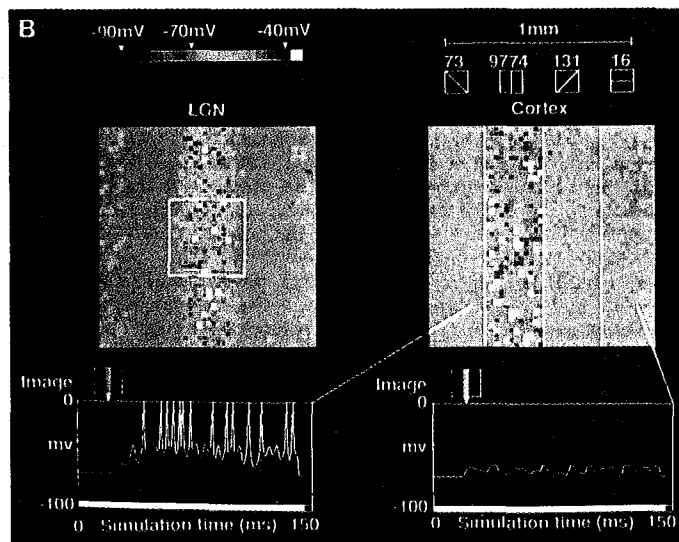 B
-90mV -70mV -40mV
1mm
73 9774 131 16
LGN Cortex
Image
0
mv
-100
0 Simulation time (ms) 150
Image
0
mv
-100
0 Simulation time (ms) 150